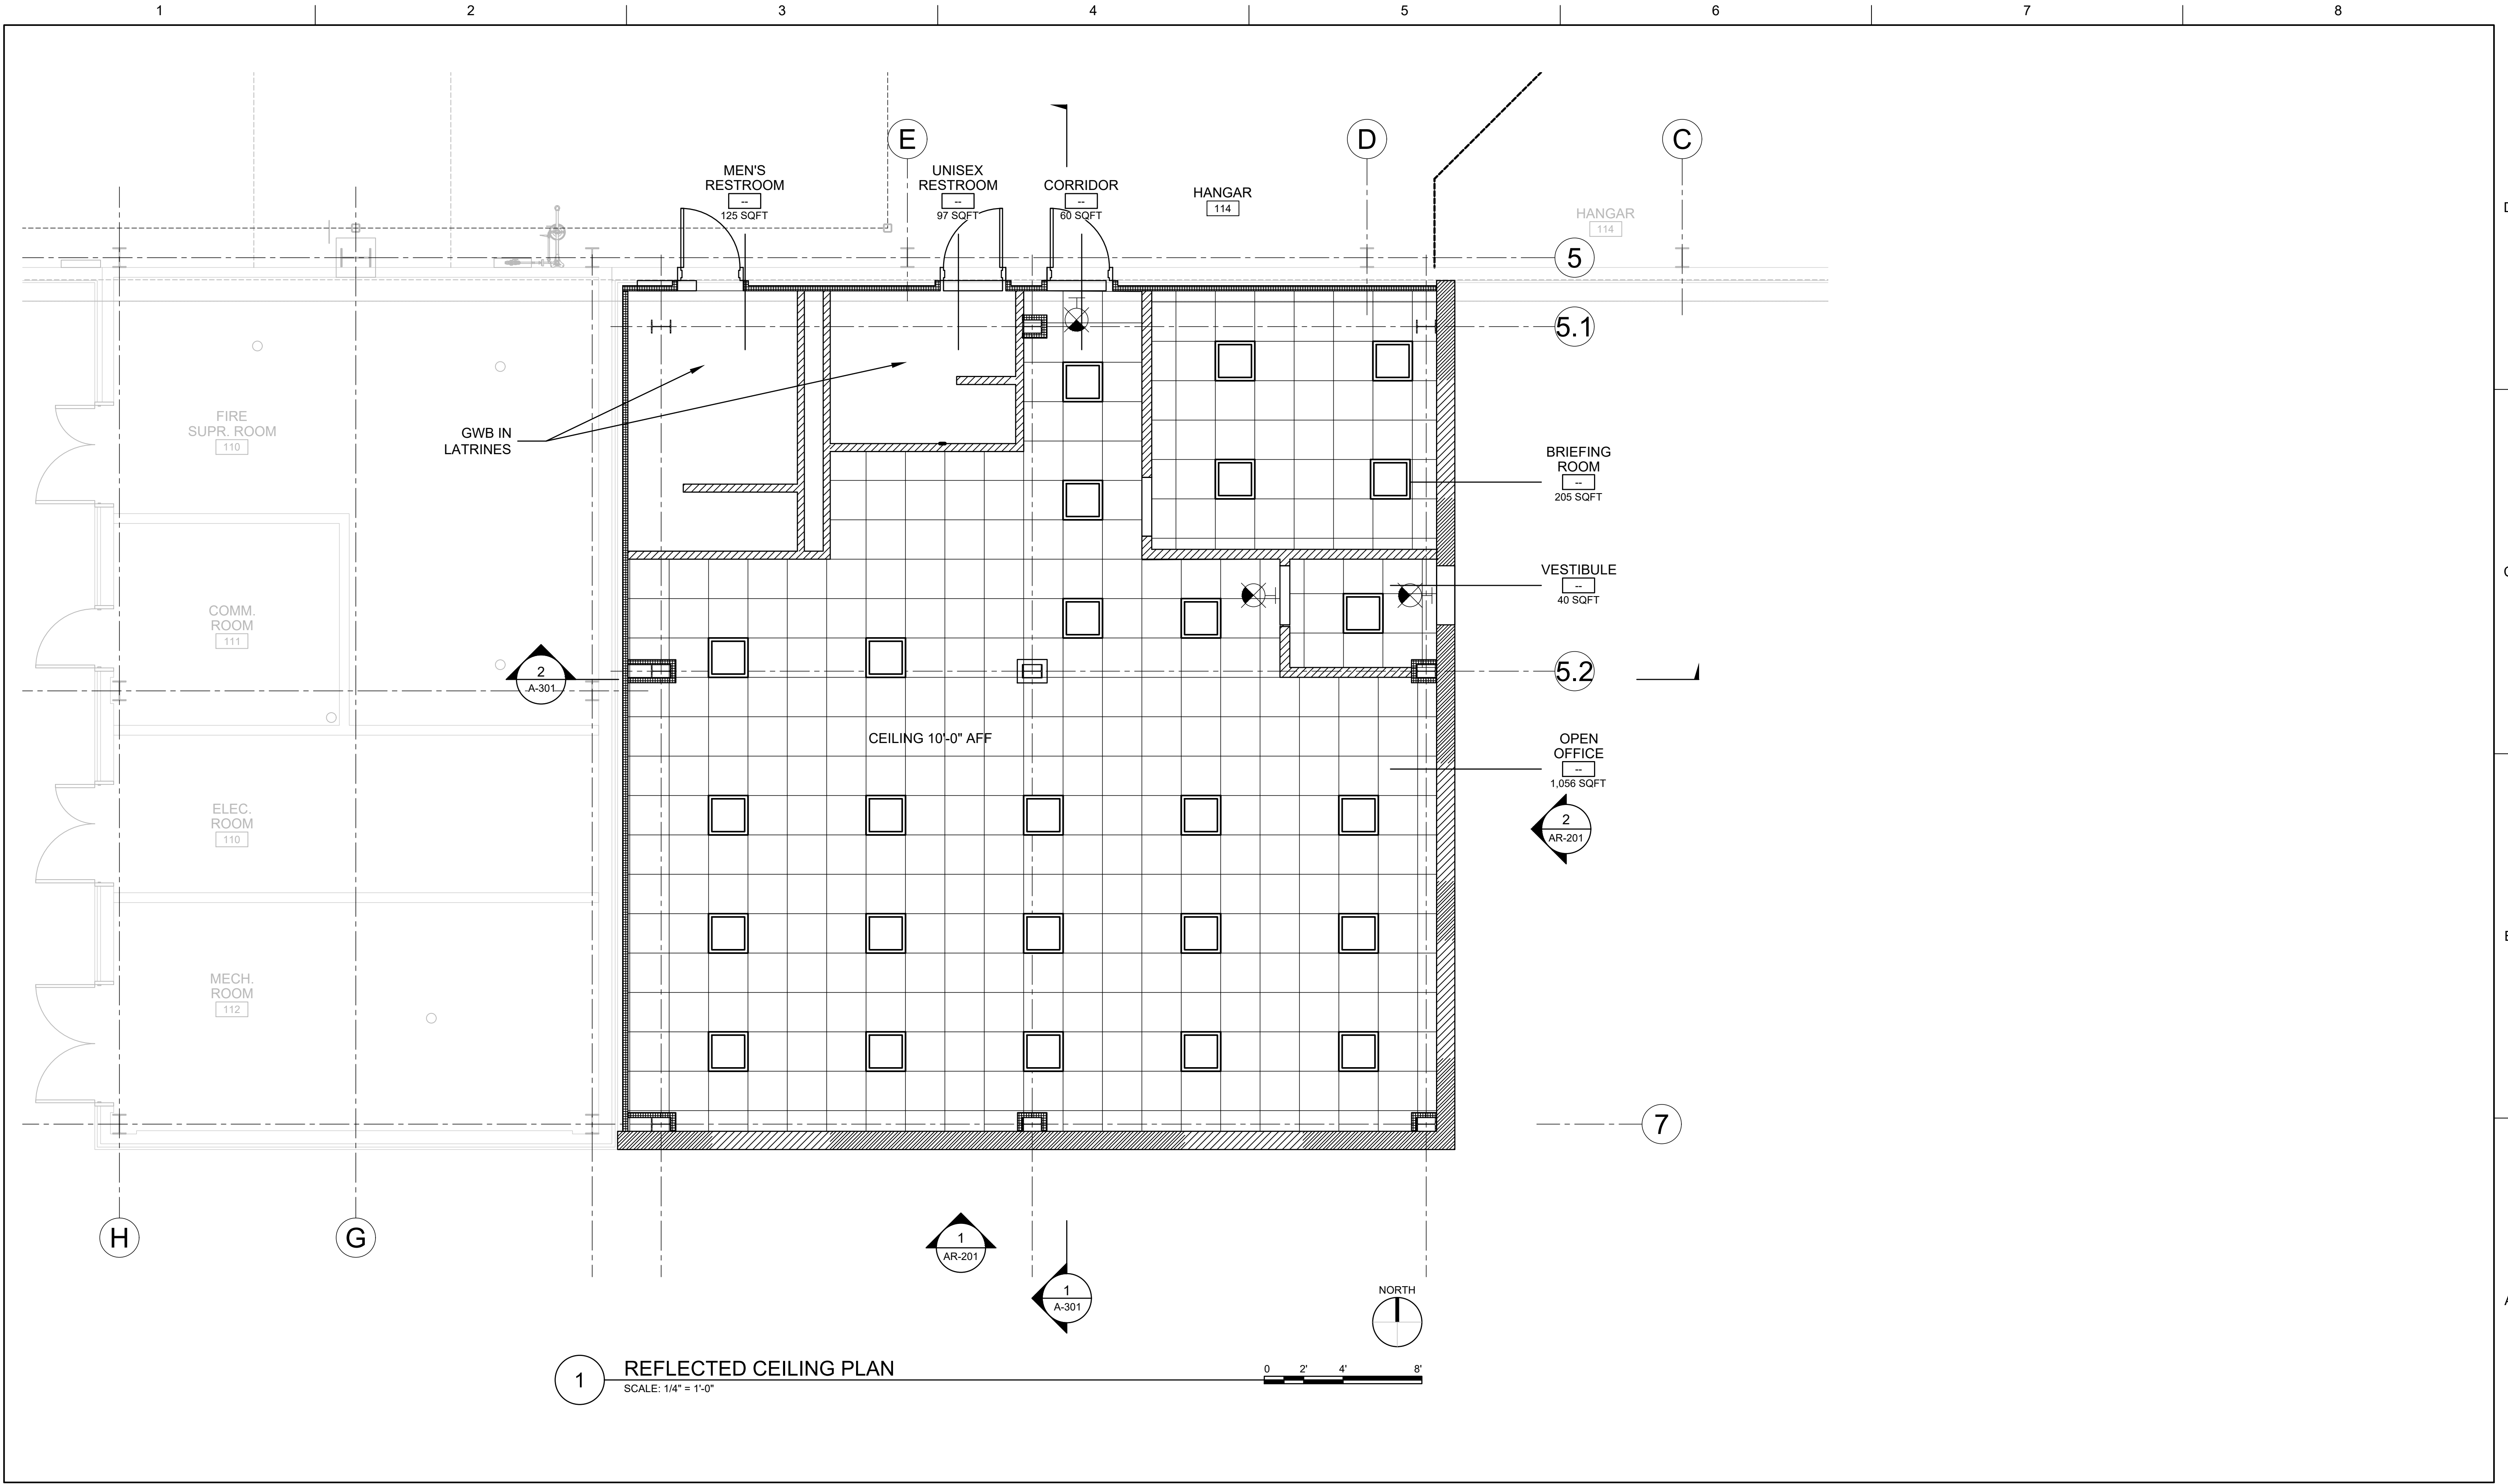 1 2 3 4 5 6 7 8
E
D
C
MEN'S
RESTROOM
--
125 SQFT
UNISEX
RESTROOM
--
97 SQFT
CORRIDOR
--
60 SQFT
HANGAR
114
HANGAR
114
5
5.1
FIRE
SUPR. ROOM
110
GWB IN
LATRINES
BRIEFING
ROOM
--
205 SQFT
VESTIBULE
--
40 SQFT
COMM.
ROOM
111
2
A-301
5.2
CEILING 10'-0" AFF
OPEN
OFFICE
--
1,056 SQFT
ELEC.
ROOM
110
2
AR-201
MECH.
ROOM
112
7
H
G
1
AR-201
1
A-301
NORTH
1
REFLECTED CEILING PLAN
SCALE: 1/4" = 1'-0"
0 2' 4' 8'